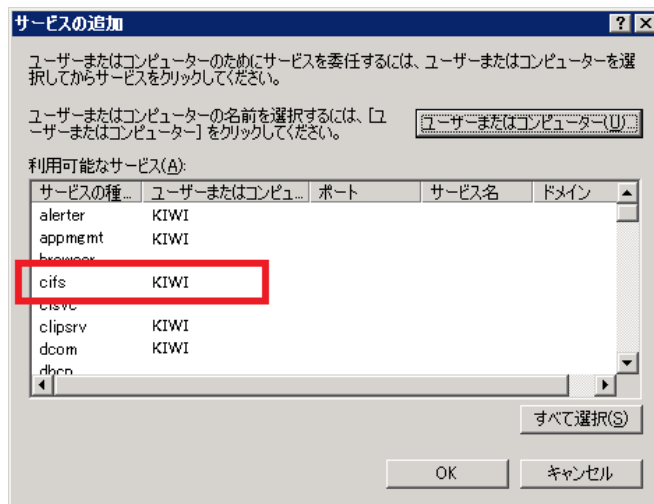 サービスの追加
ユーザーまたはコンピューターのためにサービスを委任するには、ユーザーまたはコンピューターを選
択してからサービスをクリックしてください。
ユーザーまたはコンピューターの名前を選択するには、[ユ
ーザーまたはコンピューター] をクリックしてください。
ユーザーまたはコンピューター(U)...
利用可能なサービス(A):
サービスの種... ユーザーまたはコンピュ... ポート サービス名 ドメイン
alerter KIWI
appmgmt KIWI
browser
cifs KIWI
cisvc
clipsrv KIWI
dcom KIWI
dhcp
すべて選択(S)
OK キャンセル